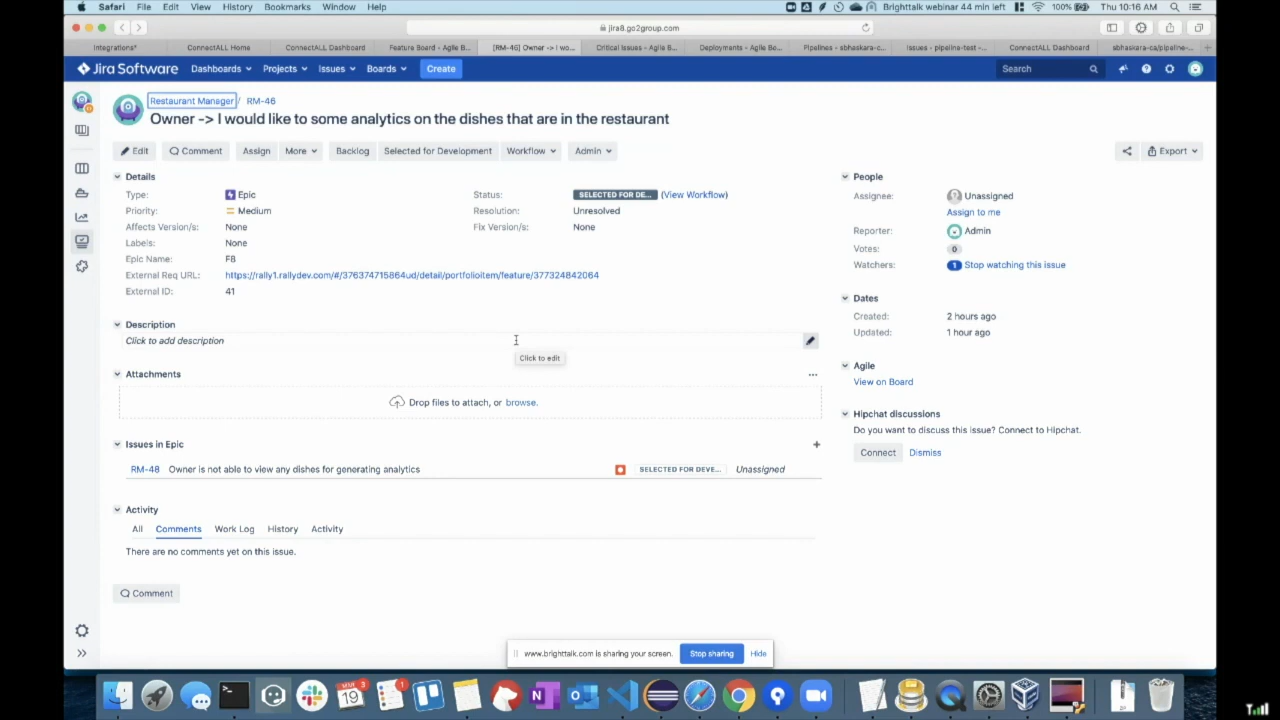 Safari File Edit View History Bookmarks Window Help Brighttalk webinar 44 min left 100% Thu 10:16 AM
jira8.go2group.com
Integrations* ConnectALL Home ConnectALL Dashboard Feature Board - Agile B... [RM-46] Owner -> I wo... Critical Issues - Agile B... Deployments - Agile Bo... Pipelines - sbhaskara-c... Issues - pipeline-test -... ConnectALL Dashboard sbhaskara-ca/pipeline-...
Jira Software Dashboards Projects Issues Boards Create Search
Restaurant Manager / RM-46
Owner -> I would like to some analytics on the dishes that are in the restaurant
Edit Comment Assign More Backlog Selected for Development Workflow Admin Export
Details
Type: Epic
Priority: Medium
Affects Version/s: None
Labels: None
Epic Name: F8
External Req URL: https://rally1.rallydev.com/#/376374715864ud/detail/portfolioitem/feature/377324842064
External ID: 41
Status: SELECTED FOR DE... (View Workflow)
Resolution: Unresolved
Fix Version/s: None
Description
Click to add description
Click to edit
Attachments
Drop files to attach, or browse.
Issues in Epic
RM-48 Owner is not able to view any dishes for generating analytics SELECTED FOR DEVE... Unassigned
Activity
All Comments Work Log History Activity
There are no comments yet on this issue.
Comment
People
Assignee: Unassigned
Assign to me
Reporter: Admin
Votes: 0
Watchers: 1 Stop watching this issue
Dates
Created: 2 hours ago
Updated: 1 hour ago
Agile
View on Board
Hipchat discussions
Do you want to discuss this issue? Connect to Hipchat.
Connect Dismiss
www.brighttalk.com is sharing your screen. Stop sharing Hide